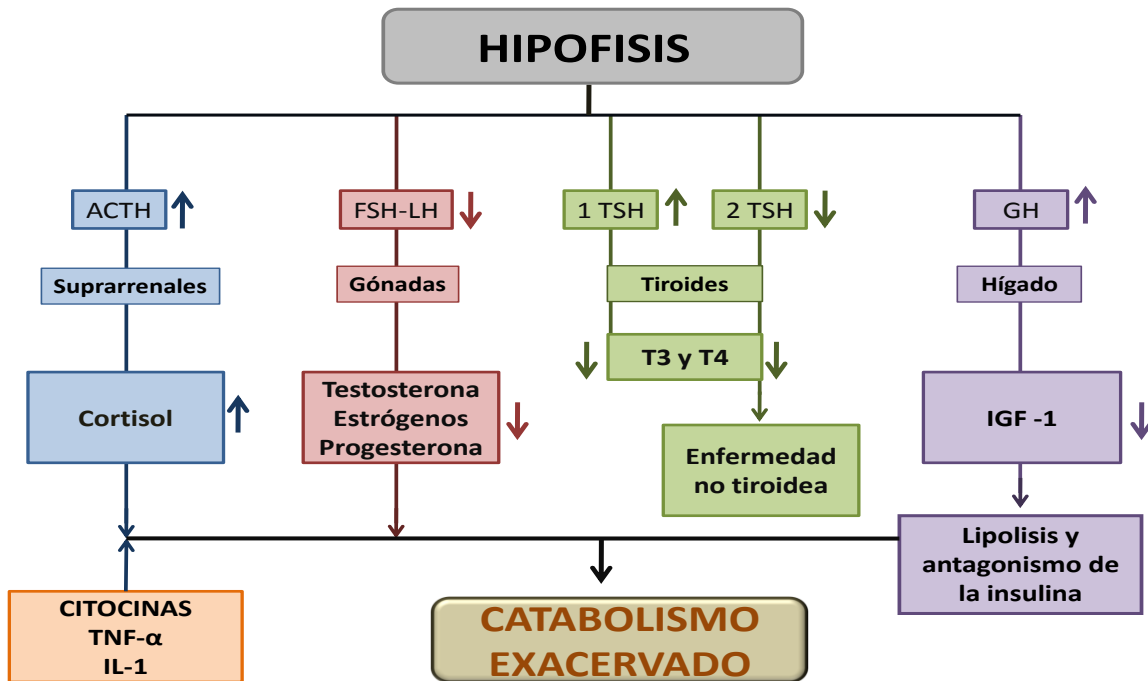 HIPOFISIS
ACTH
FSH-LH
1 TSH
2 TSH
GH
Suprarrenales
Gónadas
Tiroides
Hígado
T3 y T4
Cortisol
Testosterona
Estrógenos
Progesterona
IGF -1
Enfermedad
no tiroidea
Lipolisis y
antagonismo de
la insulina
CITOCINAS
TNF-α
IL-1
CATABOLISMO
EXACERVADO